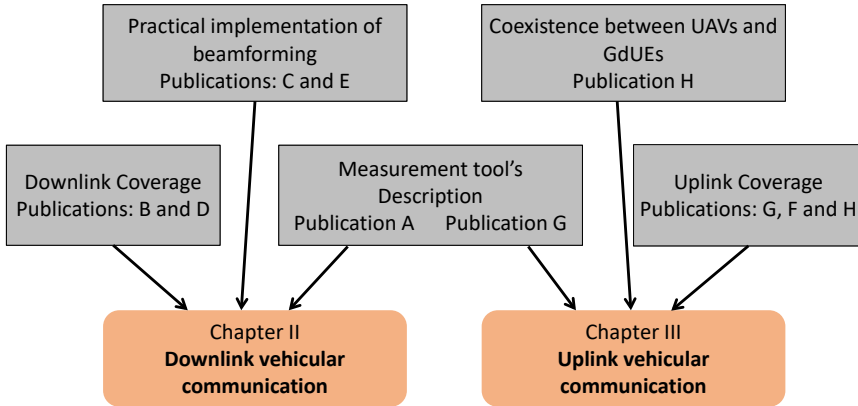 Practical implementation of
beamforming
Publications: C and E
Coexistence between UAVs and
GdUEs
Publication H
Downlink Coverage
Publications: B and D
Measurement tool's
Description
Publication A Publication G
Uplink Coverage
Publications: G, F and H
Chapter II
Downlink vehicular
communication
Chapter III
Uplink vehicular
communication